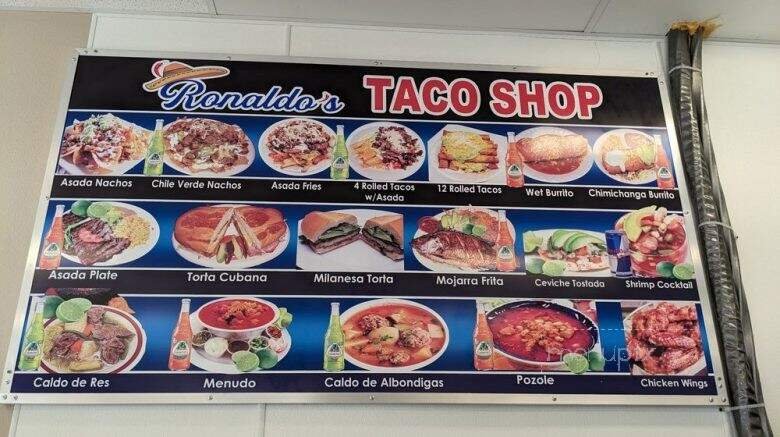 Ronaldo's TACO SHOP
Asada Nachos
Chile Verde Nachos
Asada Fries
4 Rolled Tacos
w/Asada
12 Rolled Tacos
Wet Burrito
Chimichanga Burrito
Asada Plate
Torta Cubana
Milanesa Torta
Mojarra Frita
Ceviche Tostada
Shrimp Cocktail
Caldo de Res
Menudo
Caldo de Albondigas
Pozole
Chicken Wings